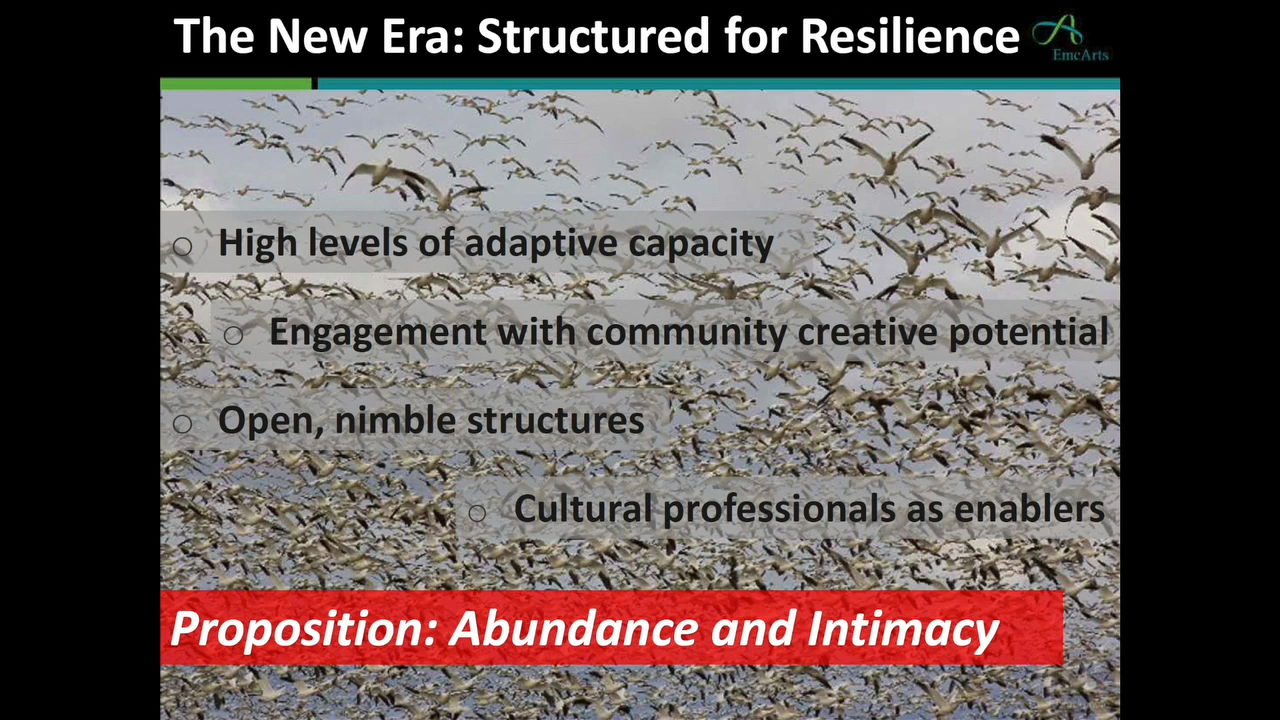 The New Era: Structured for Resilience
EmcArts
○ High levels of adaptive capacity
○ Engagement with community creative potential
○ Open, nimble structures
○ Cultural professionals as enablers
Proposition: Abundance and Intimacy